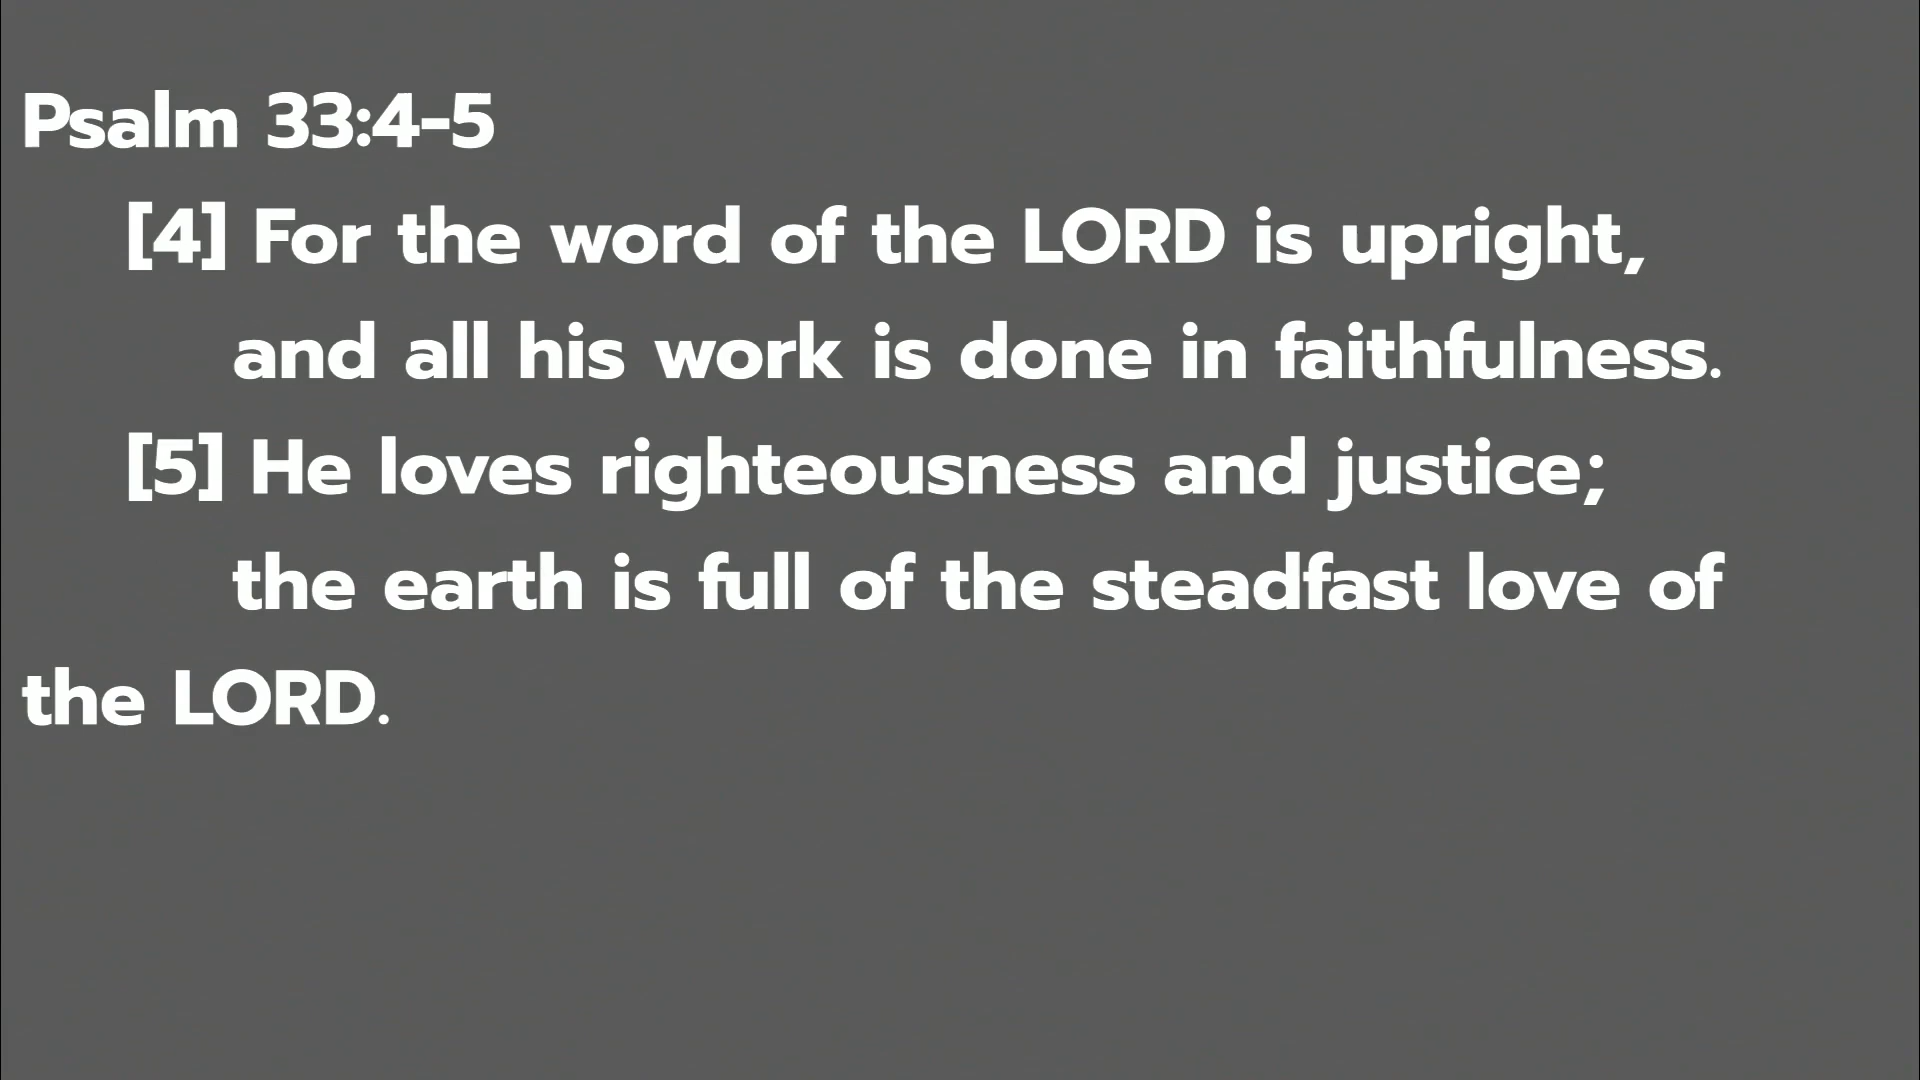 Psalm 33:4-5
[4] For the word of the LORD is upright,
and all his work is done in faithfulness.
[5] He loves righteousness and justice;
the earth is full of the steadfast love of
the LORD.